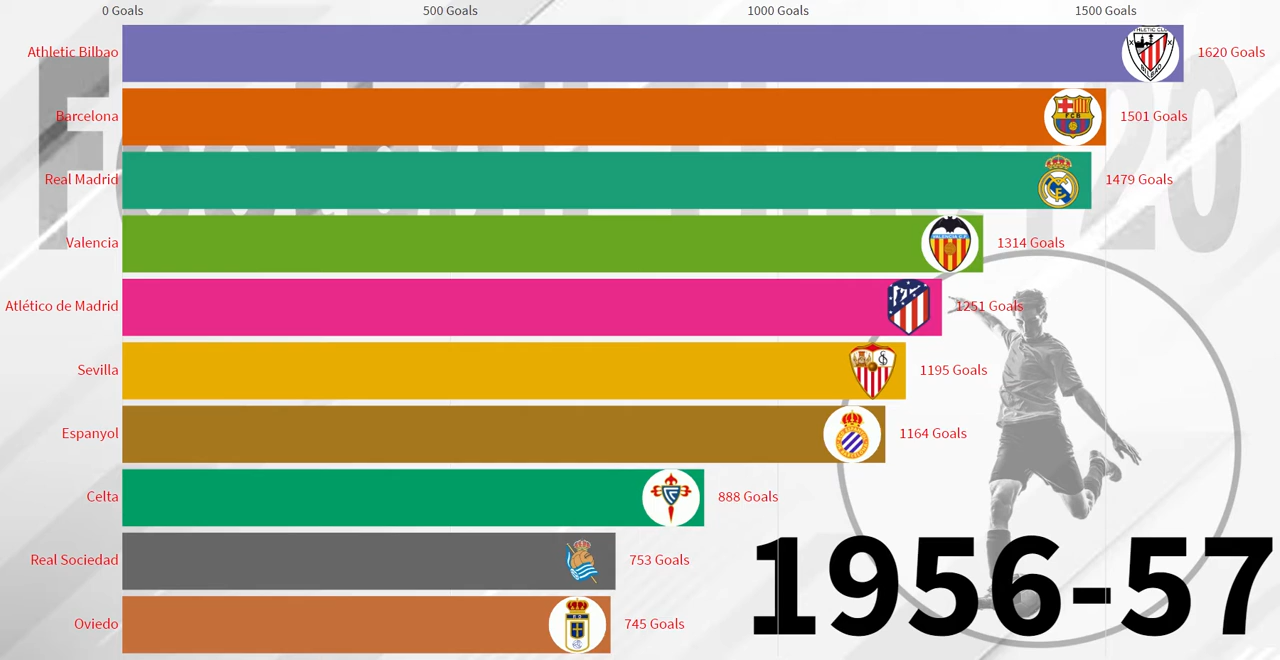 0 Goals 500 Goals 1000 Goals 1500 Goals
Athletic Bilbao 1620 Goals
Barcelona 1501 Goals
Real Madrid 1479 Goals
Valencia 1314 Goals
Atlético de Madrid 1251 Goals
Sevilla 1195 Goals
Espanyol 1164 Goals
Celta 888 Goals
Real Sociedad 753 Goals
Oviedo 745 Goals
1956-57